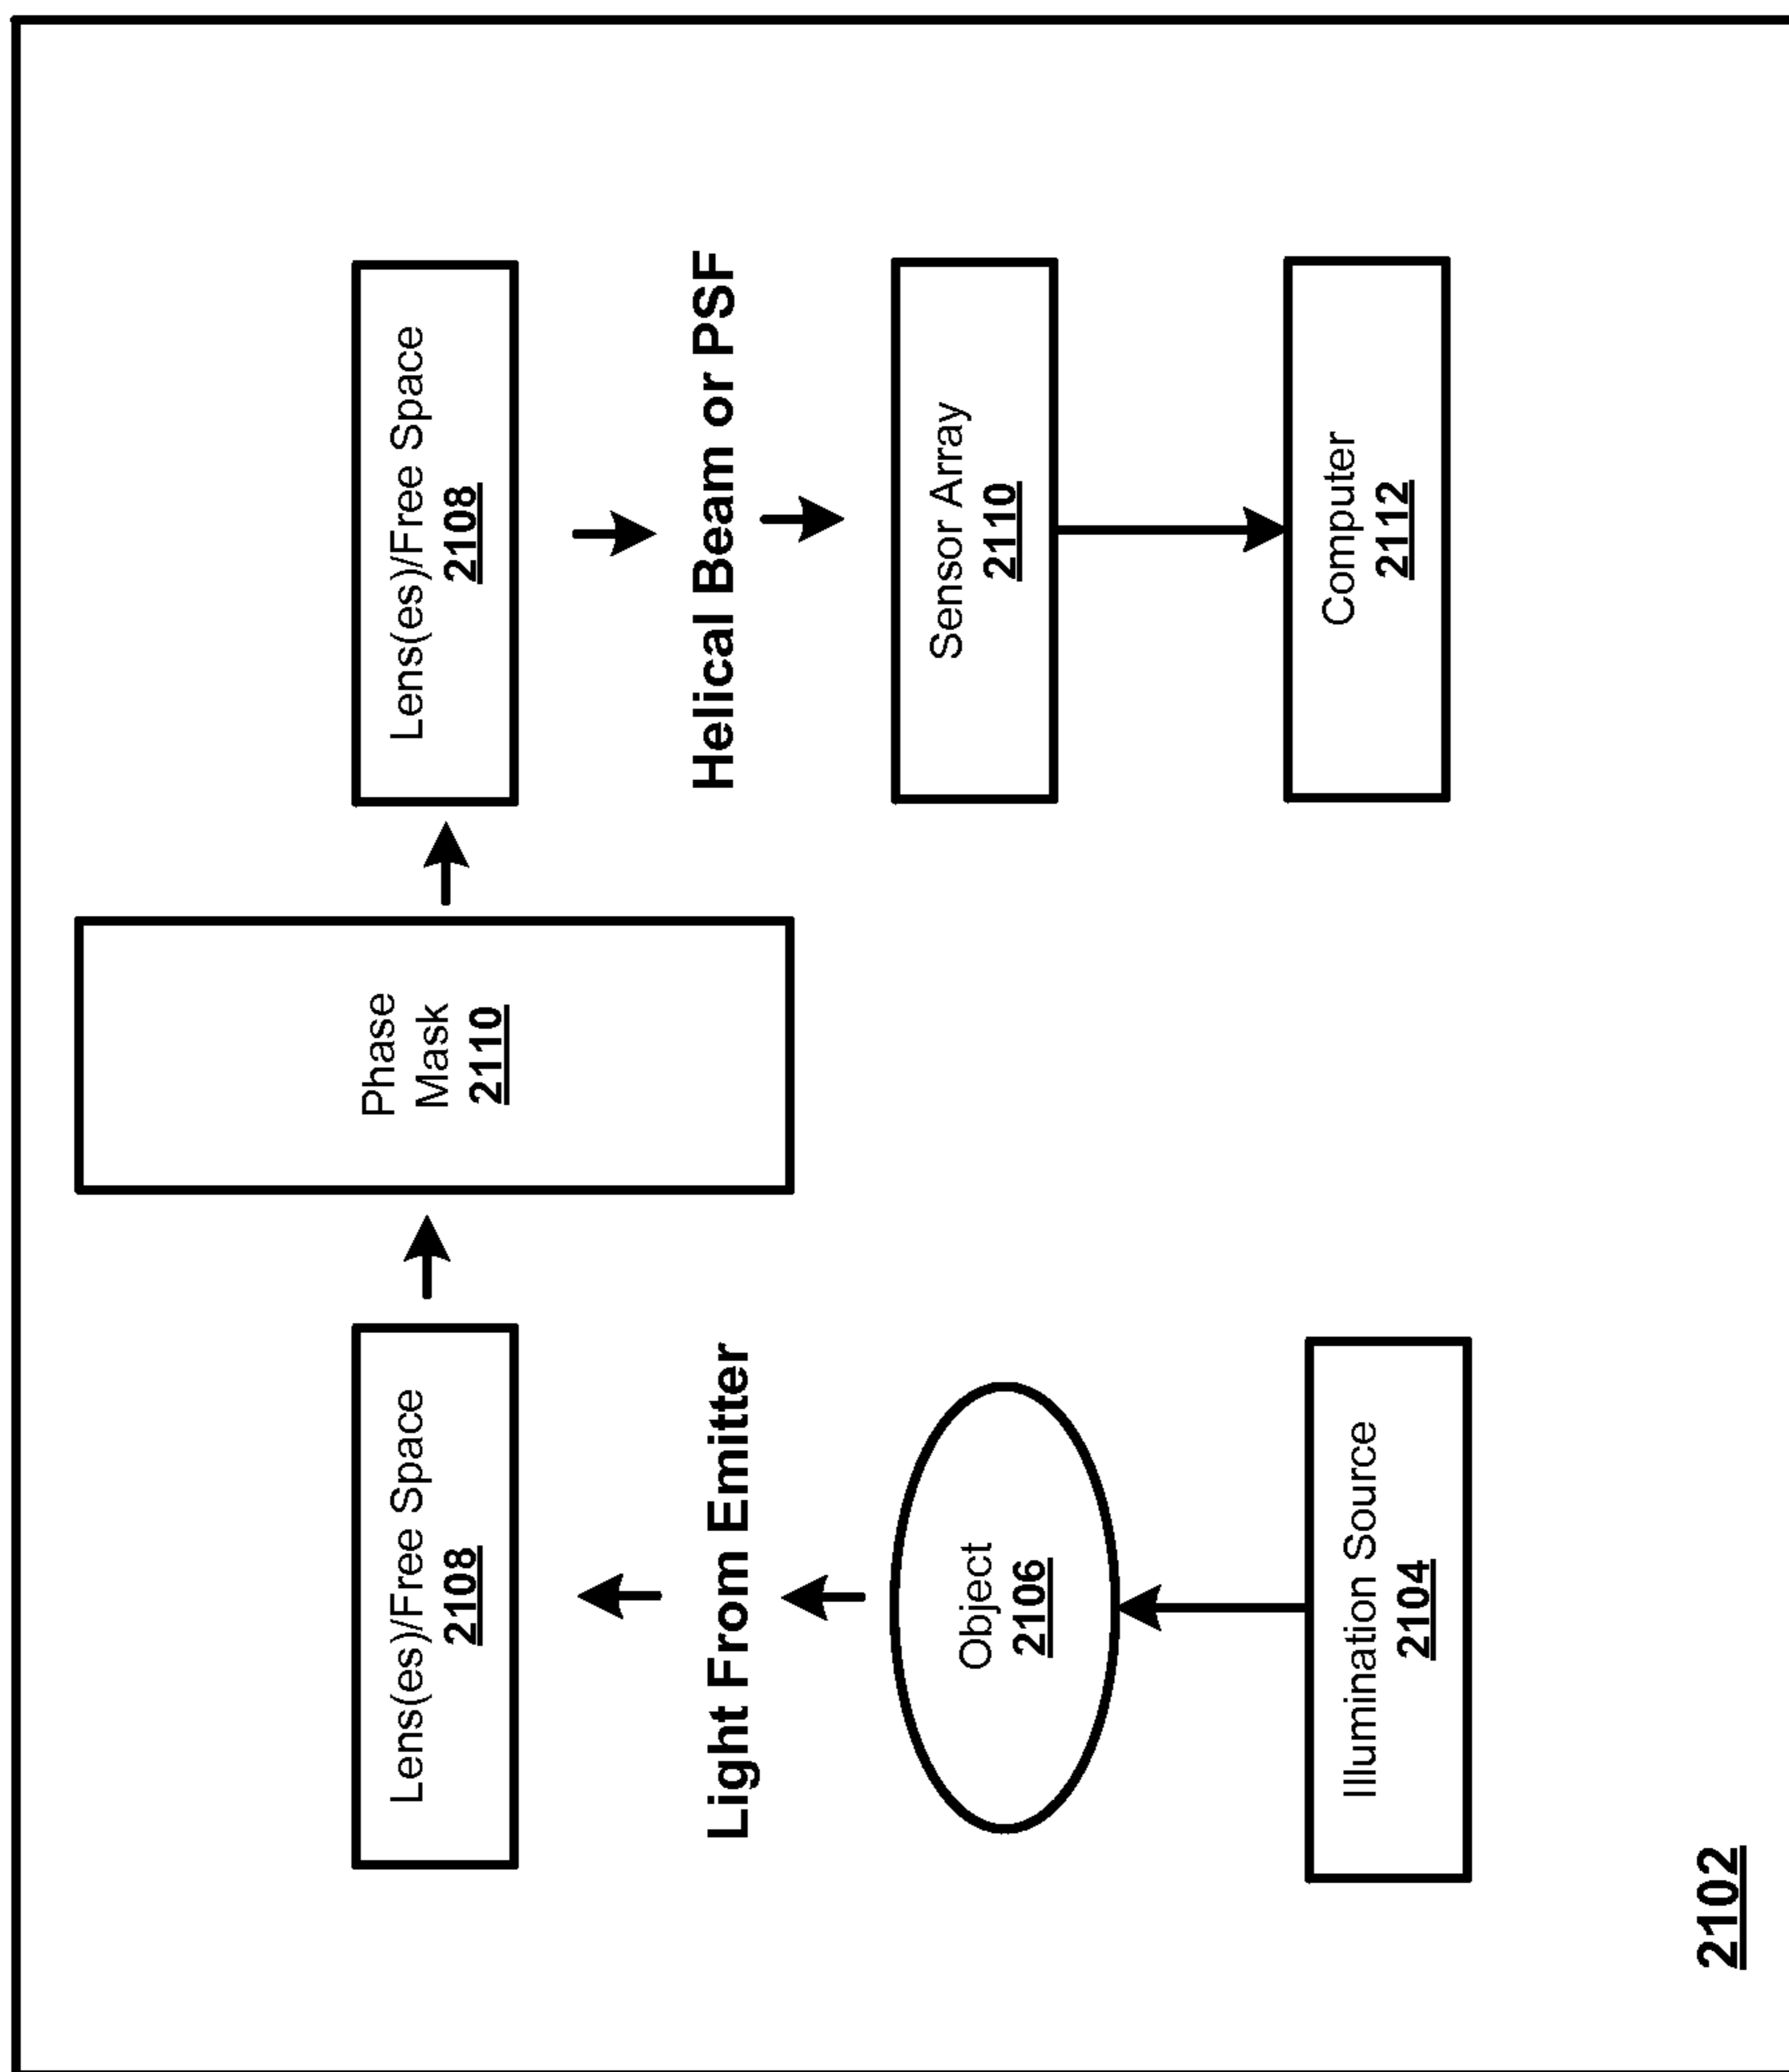 Lens(es)/Free Space
2108
Phase
Mask
2110
Lens(es)/Free Space
2108
Light From Emitter
Helical Beam or PSF
Object
2106
Sensor Array
2110
Illumination Source
2104
Computer
2112
2102